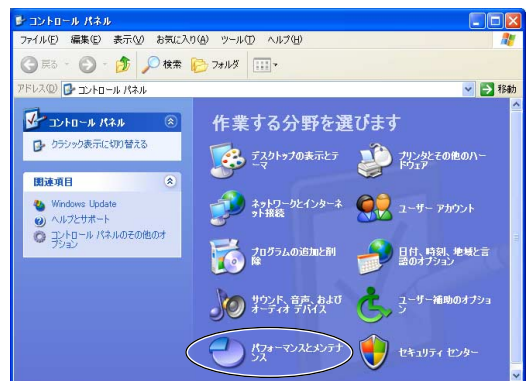 コントロール パネル
ファイル(F) 編集(E) 表示(V) お気に入り(A) ツール(T) ヘルプ(H)
戻る 検索 フォルダ
アドレス(D) コントロール パネル 移動
コントロール パネル
クラシック表示に切り替える
関連項目
Windows Update
ヘルプとサポート
コントロール パネルのその他のオ
プション
作業する分野を選びます
デスクトップの表示とテ
ーマ
プリンタとその他のハー
ドウェア
ネットワークとインターネ
ット接続
ユーザー アカウント
プログラムの追加と削
除
日付、時刻、地域と言
語のオプション
サウンド、音声、および
オーディオ デバイス
ユーザー補助のオプショ
ン
パフォーマンスとメンテナ
ンス
セキュリティ センター